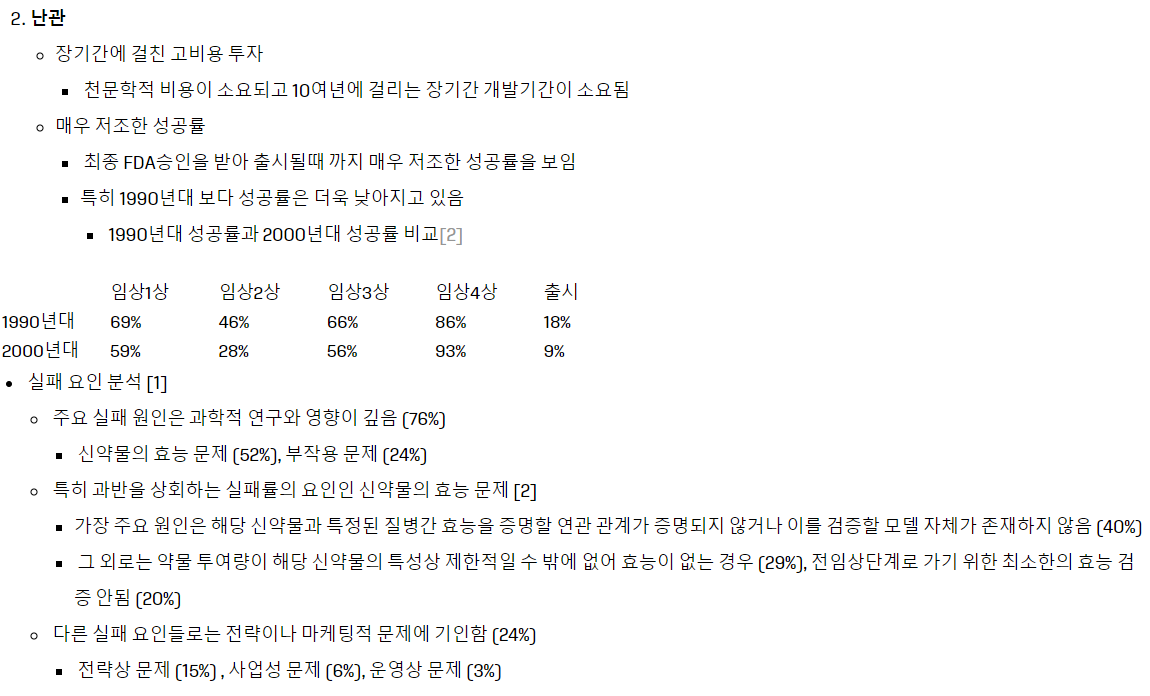 2. 난관
장기간에 걸친 고비용 투자
천문학적 비용이 소요되고 10여년에 걸리는 장기간 개발기간이 소요됨
매우 저조한 성공률
최종 FDA승인을 받아 출시될때 까지 매우 저조한 성공률을 보임
특히 1990년대 보다 성공률은 더욱 낮아지고 있음
1990년대 성공률과 2000년대 성공률 비교[2]
임상1상 임상2상 임상3상 임상4상 출시
1990년대 69% 46% 66% 86% 18%
2000년대 59% 28% 56% 93% 9%
실패 요인 분석 [1]
주요 실패 원인은 과학적 연구와 영향이 깊음 (76%)
신약물의 효능 문제 (52%), 부작용 문제 (24%)
특히 과반을 상회하는 실패률의 요인인 신약물의 효능 문제 [2]
가장 주요 원인은 해당 신약물과 특정된 질병간 효능을 증명할 연관 관계가 증명되지 않거나 이를 검증할 모델 자체가 존재하지 않음 (40%)
그 외로는 약물 투여량이 해당 신약물의 특성상 제한적일 수 밖에 없어 효능이 없는 경우 (29%), 전임상단계로 가기 위한 최소한의 효능 검
증 안됨 (20%)
다른 실패 요인들로는 전략이나 마케팅적 문제에 기인함 (24%)
전략상 문제 (15%) , 사업성 문제 (6%), 운영상 문제 (3%)